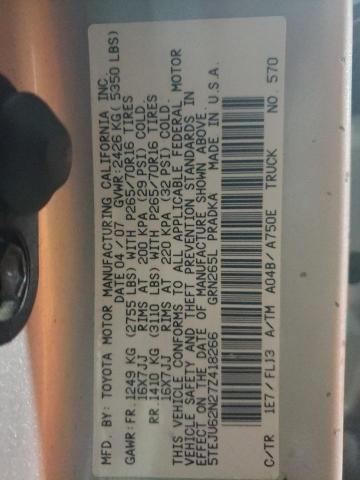 MFD. BY: TOYOTA MOTOR MANUFACTURING CALIFORNIA INC.
DATE 04/07 GVWR:2426 KG( 5350 LBS)
GAWR:FR.1249 KG (2755 LBS) WITH P265/70R16 TIRES
16X7JJ RIMS AT 200 KPA (29 PSI) COLD.
RR.1410 KG (3110 LBS) WITH P265/70R16 TIRES
16X7JJ RIMS AT 220 KPA (32 PSI) COLD.
THIS VEHICLE CONFORMS TO ALL APPLICABLE FEDERAL MOTOR
VEHICLE SAFETY AND THEFT PREVENTION STANDARDS IN
EFFECT ON THE DATE OF MANUFACTURE SHOWN ABOVE.
5TEJU62N27Z418266 GRN265L PRADKA MADE IN U.S.A.
C/TR 1E7/FL13 A/TM A04B/A750E TRUCK NO. 570